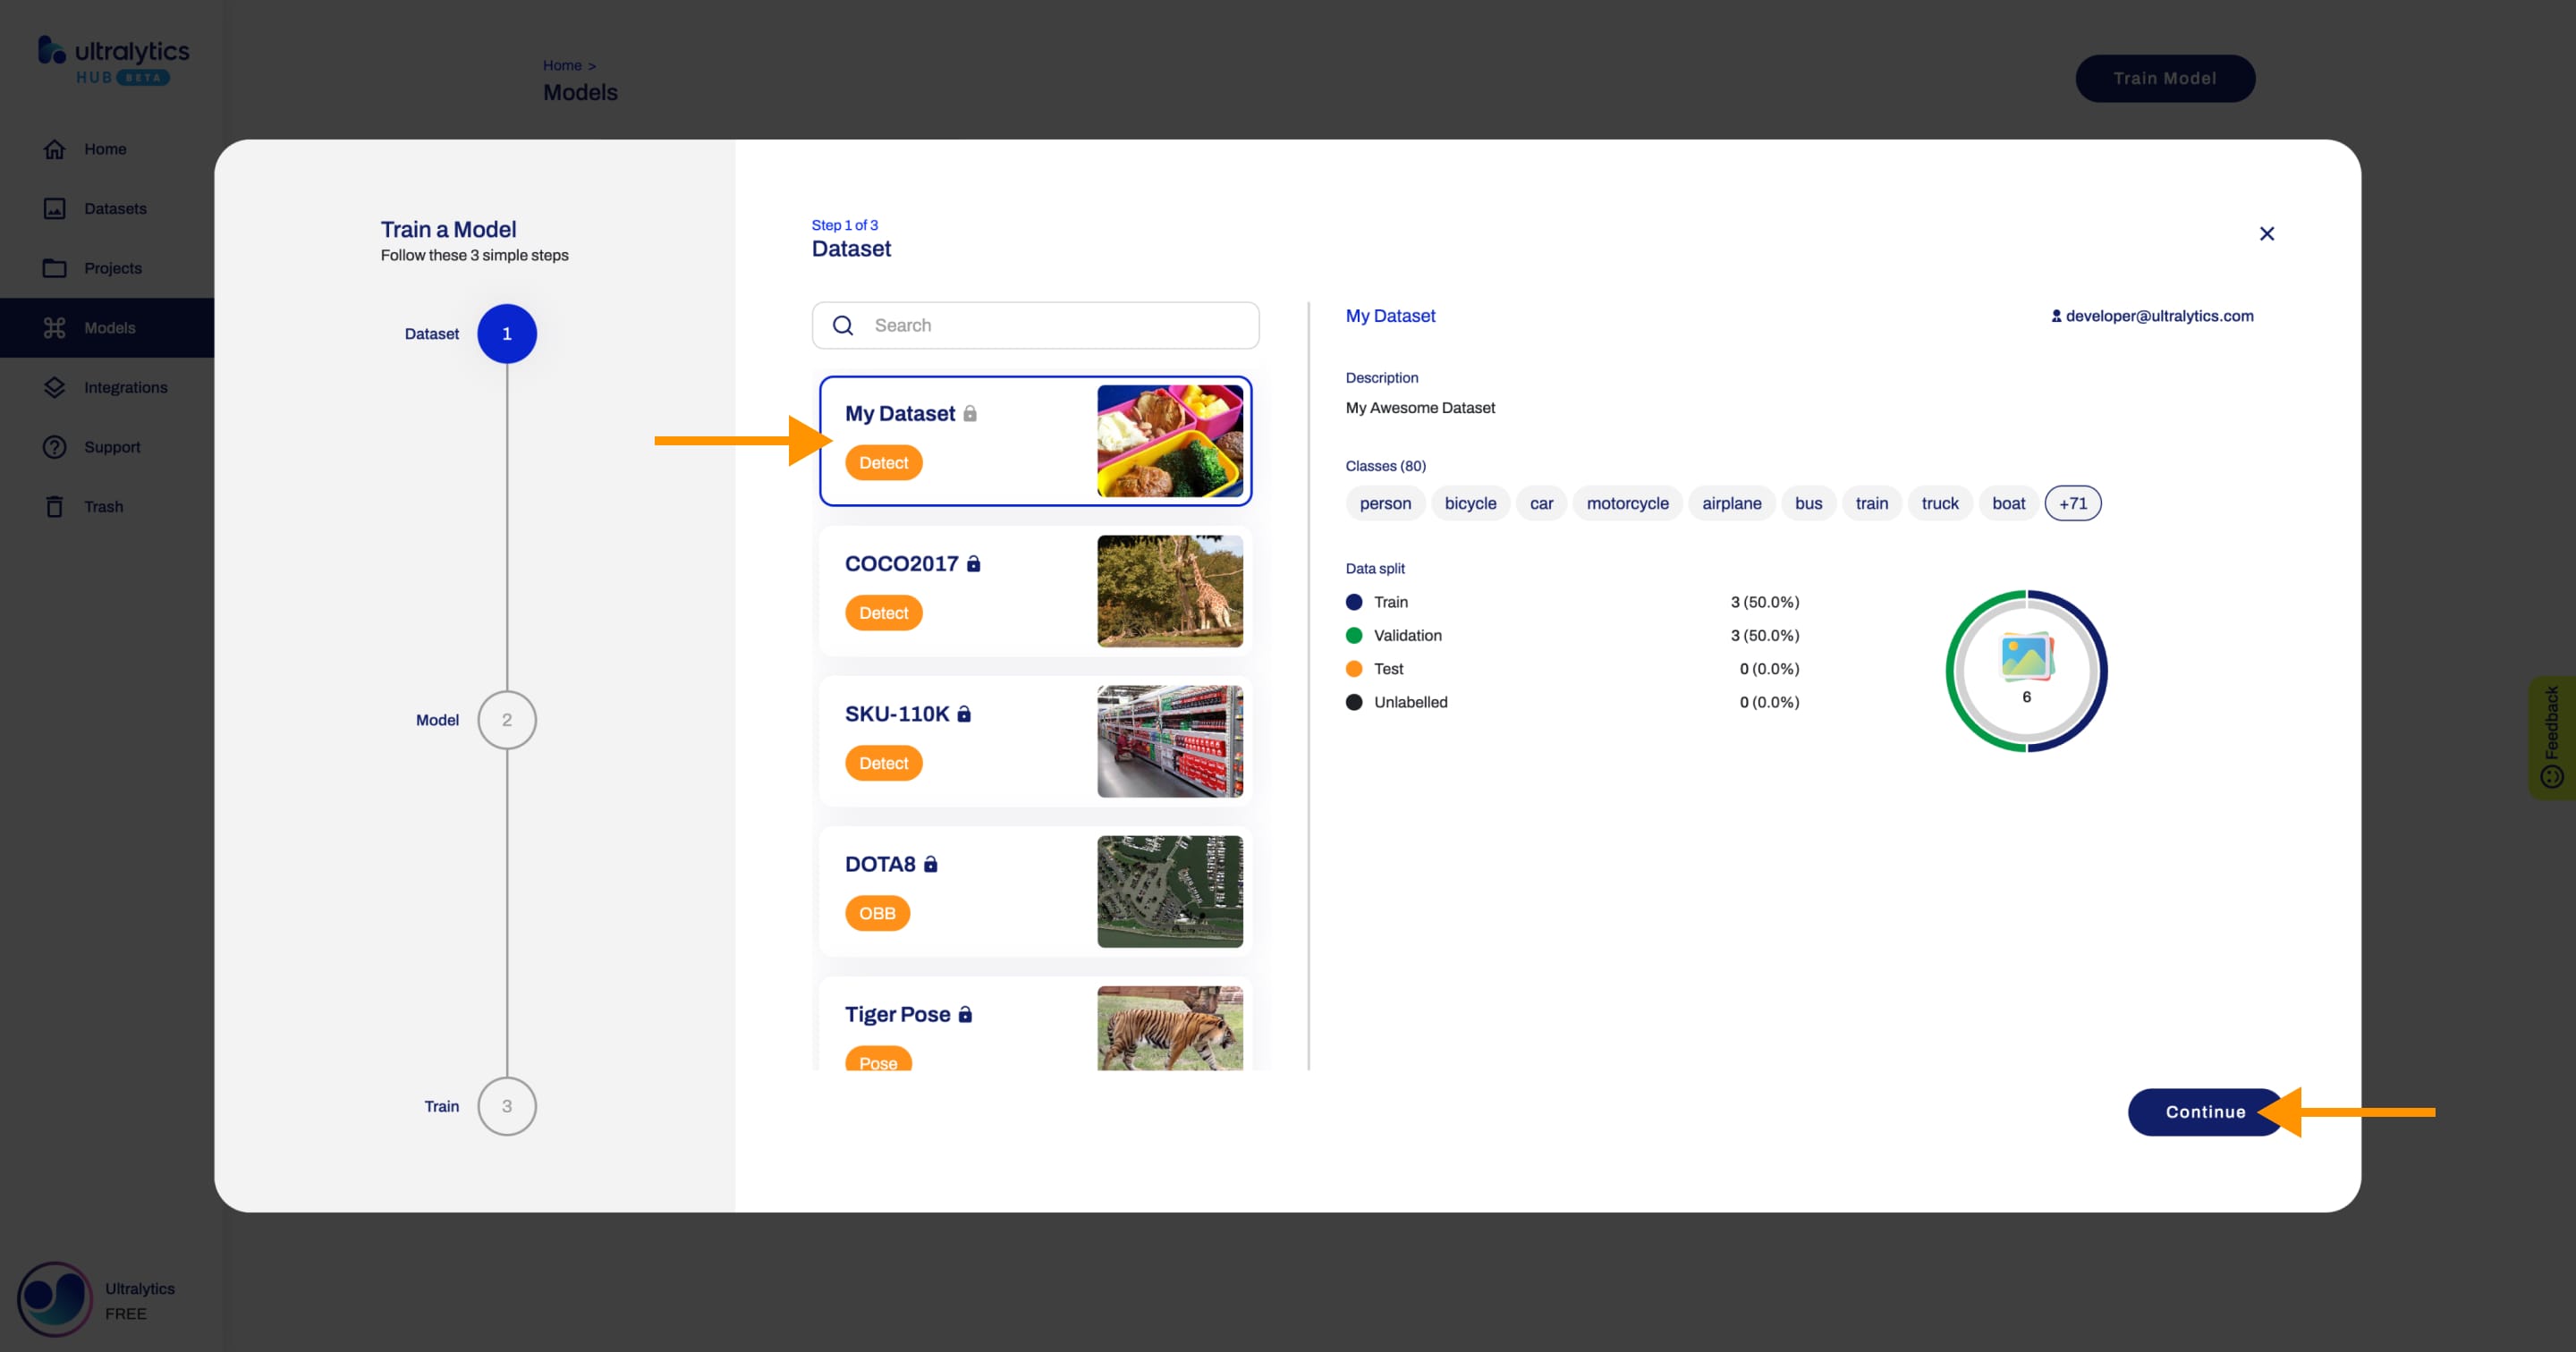 ultralytics
HUB BETA
Home
Datasets
Projects
Models
Integrations
Support
Trash
Ultralytics
FREE
Home >
Models
Train Model
Train a Model
Follow these 3 simple steps
Dataset 1
Model 2
Train 3
Step 1 of 3
Dataset
Search
My Dataset
Detect
COCO2017
Detect
SKU-110K
Detect
DOTA8
OBB
Tiger Pose
Pose
My Dataset
developer@ultralytics.com
Description
My Awesome Dataset
Classes (80)
person bicycle car motorcycle airplane bus train truck boat +71
Data split
Train 3 (50.0%)
Validation 3 (50.0%)
Test 0 (0.0%)
Unlabelled 0 (0.0%)
6
Continue
Feedback